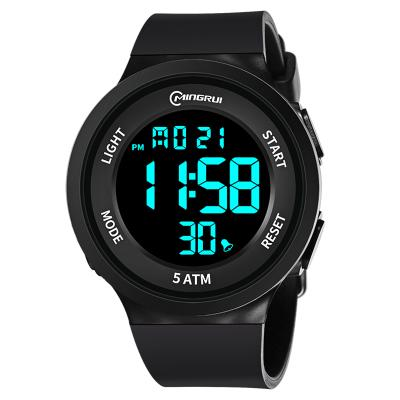 MINGRUI
LIGHT
START
MO 21
PM
11:58
30
MODE
RESET
5 ATM